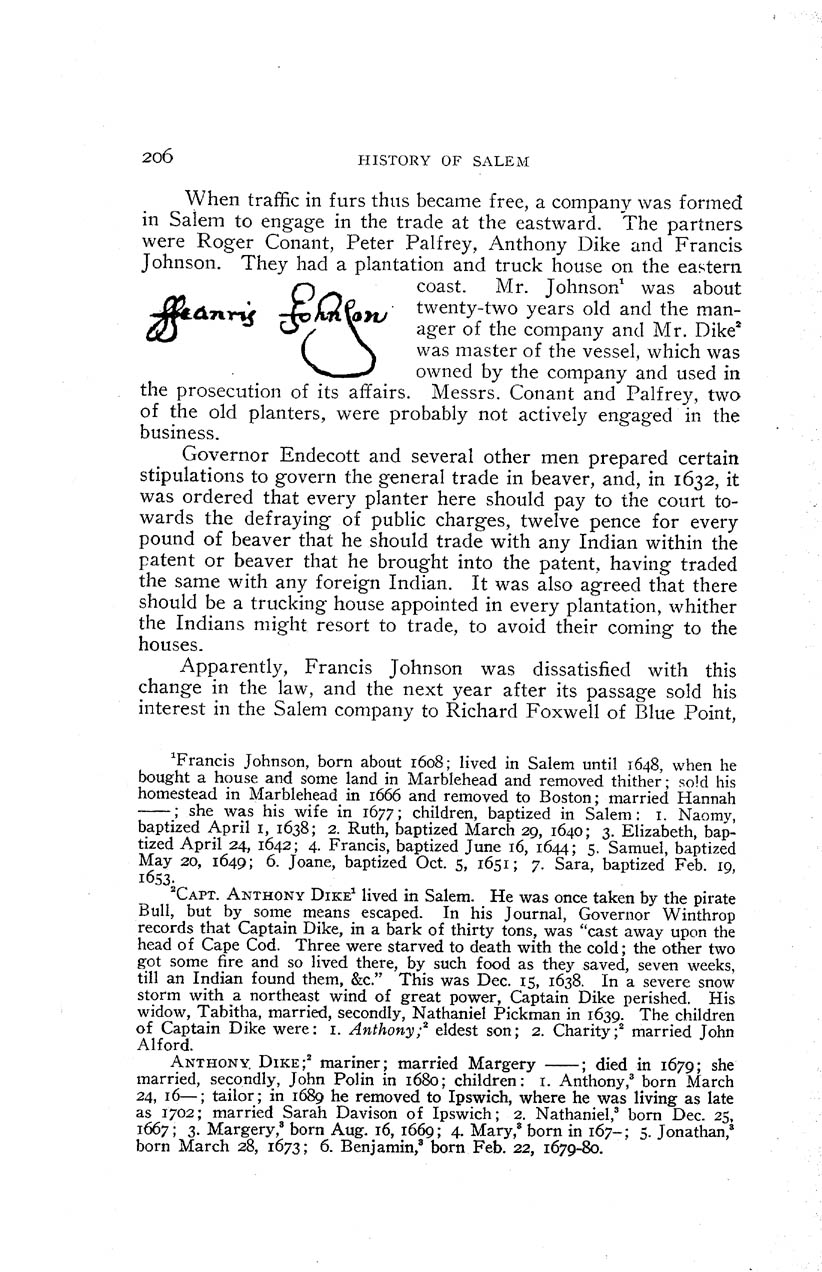 206
HISTORY OF SALEM
When traffic in furs thus became free, a company was formed
in Salem to engage in the trade at the eastward. The partners
were Roger Conant, Peter Palfrey, Anthony Dike and Francis
Johnson. They had a plantation and truck house on the eastern
coast. Mr. Johnson¹ was about
twenty-two years old and the man-
ager of the company and Mr. Dike²
was master of the vessel, which was
owned by the company and used in
ffrancis Johnson
the prosecution of its affairs. Messrs. Conant and Palfrey, two
of the old planters, were probably not actively engaged in the
business.
Governor Endecott and several other men prepared certain
stipulations to govern the general trade in beaver, and, in 1632, it
was ordered that every planter here should pay to the court to-
wards the defraying of public charges, twelve pence for every
pound of beaver that he should trade with any Indian within the
patent or beaver that he brought into the patent, having traded
the same with any foreign Indian. It was also agreed that there
should be a trucking house appointed in every plantation, whither
the Indians might resort to trade, to avoid their coming to the
houses.
Apparently, Francis Johnson was dissatisfied with this
change in the law, and the next year after its passage sold his
interest in the Salem company to Richard Foxwell of Blue Point,
¹Francis Johnson, born about 1608; lived in Salem until 1648, when he
bought a house and some land in Marblehead and removed thither; sold his
homestead in Marblehead in 1666 and removed to Boston; married Hannah
——; she was his wife in 1677; children, baptized in Salem: 1. Naomy,
baptized April 1, 1638; 2. Ruth, baptized March 29, 1640; 3. Elizabeth, bap-
tized April 24, 1642; 4. Francis, baptized June 16, 1644; 5. Samuel, baptized
May 20, 1649; 6. Joane, baptized Oct. 5, 1651; 7. Sara, baptized Feb. 19,
1653.
²CAPT. ANTHONY DIKE¹ lived in Salem. He was once taken by the pirate
Bull, but by some means escaped. In his Journal, Governor Winthrop
records that Captain Dike, in a bark of thirty tons, was "cast away upon the
head of Cape Cod. Three were starved to death with the cold; the other two
got some fire and so lived there, by such food as they saved, seven weeks,
till an Indian found them, &c." This was Dec. 15, 1638. In a severe snow
storm with a northeast wind of great power, Captain Dike perished. His
widow, Tabitha, married, secondly, Nathaniel Pickman in 1639. The children
of Captain Dike were: 1. Anthony;² eldest son; 2. Charity;² married John
Alford.
ANTHONY DIKE;² mariner; married Margery ——; died in 1679; she
married, secondly, John Polin in 1680; children: 1. Anthony,³ born March
24, 16—; tailor; in 1689 he removed to Ipswich, where he was living as late
as 1702; married Sarah Davison of Ipswich; 2. Nathaniel,³ born Dec. 25,
1667; 3. Margery,³ born Aug. 16, 1669; 4. Mary,³ born in 167–; 5. Jonathan,³
born March 28, 1673; 6. Benjamin,³ born Feb. 22, 1679-80.